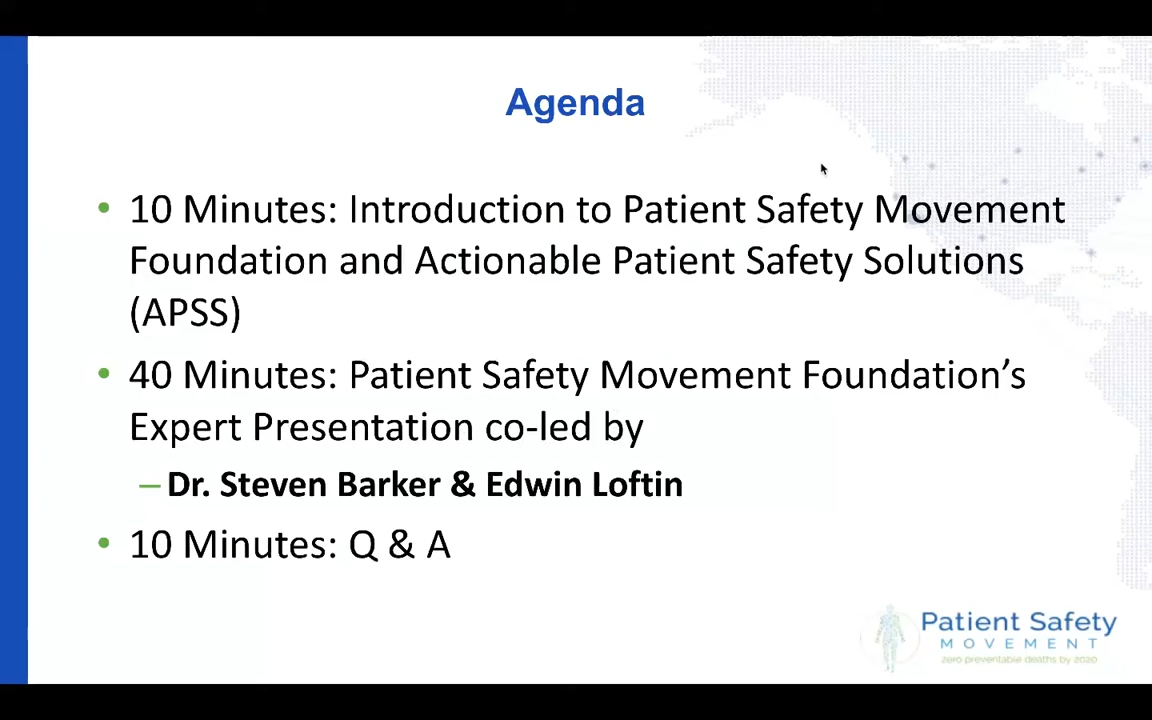 Agenda
• 10 Minutes: Introduction to Patient Safety Movement
Foundation and Actionable Patient Safety Solutions
(APSS)
• 40 Minutes: Patient Safety Movement Foundation’s
Expert Presentation co-led by
– Dr. Steven Barker & Edwin Loftin
• 10 Minutes: Q & A
Patient Safety
MOVEMENT
zero preventable deaths by 2020